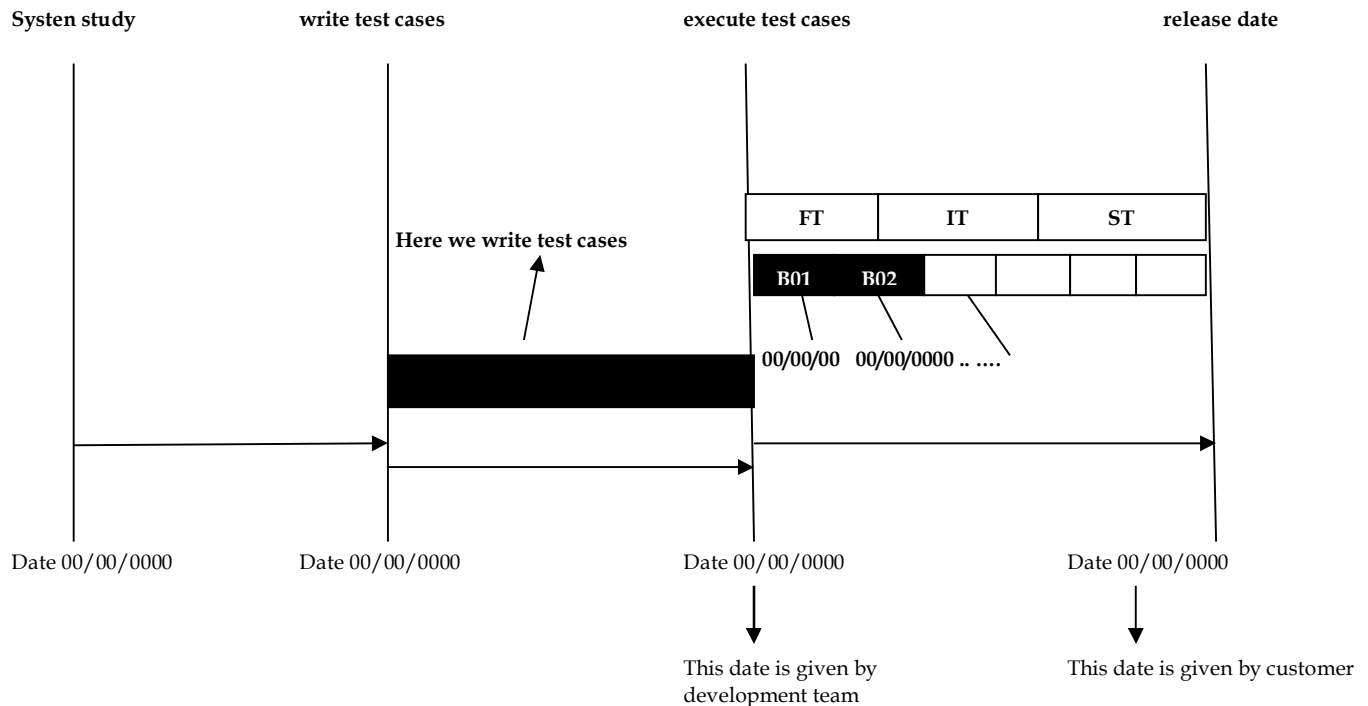 Systen study
write test cases
execute test cases
release date
FT
IT
ST
Here we write test cases
B01
B02
00/00/00
00/00/0000 .. ....
Date 00/00/0000
Date 00/00/0000
Date 00/00/0000
Date 00/00/0000
This date is given by
development team
This date is given by customer